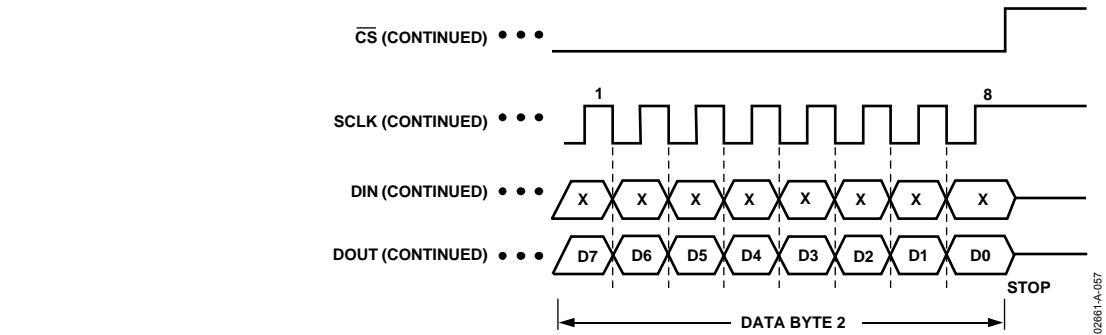 CS (CONTINUED) • • •
1 8
SCLK (CONTINUED) • • •
DIN (CONTINUED) • • • X X X X X X X X
DOUT (CONTINUED) • • • D7 D6 D5 D4 D3 D2 D1 D0
STOP
DATA BYTE 2
02661-A-057